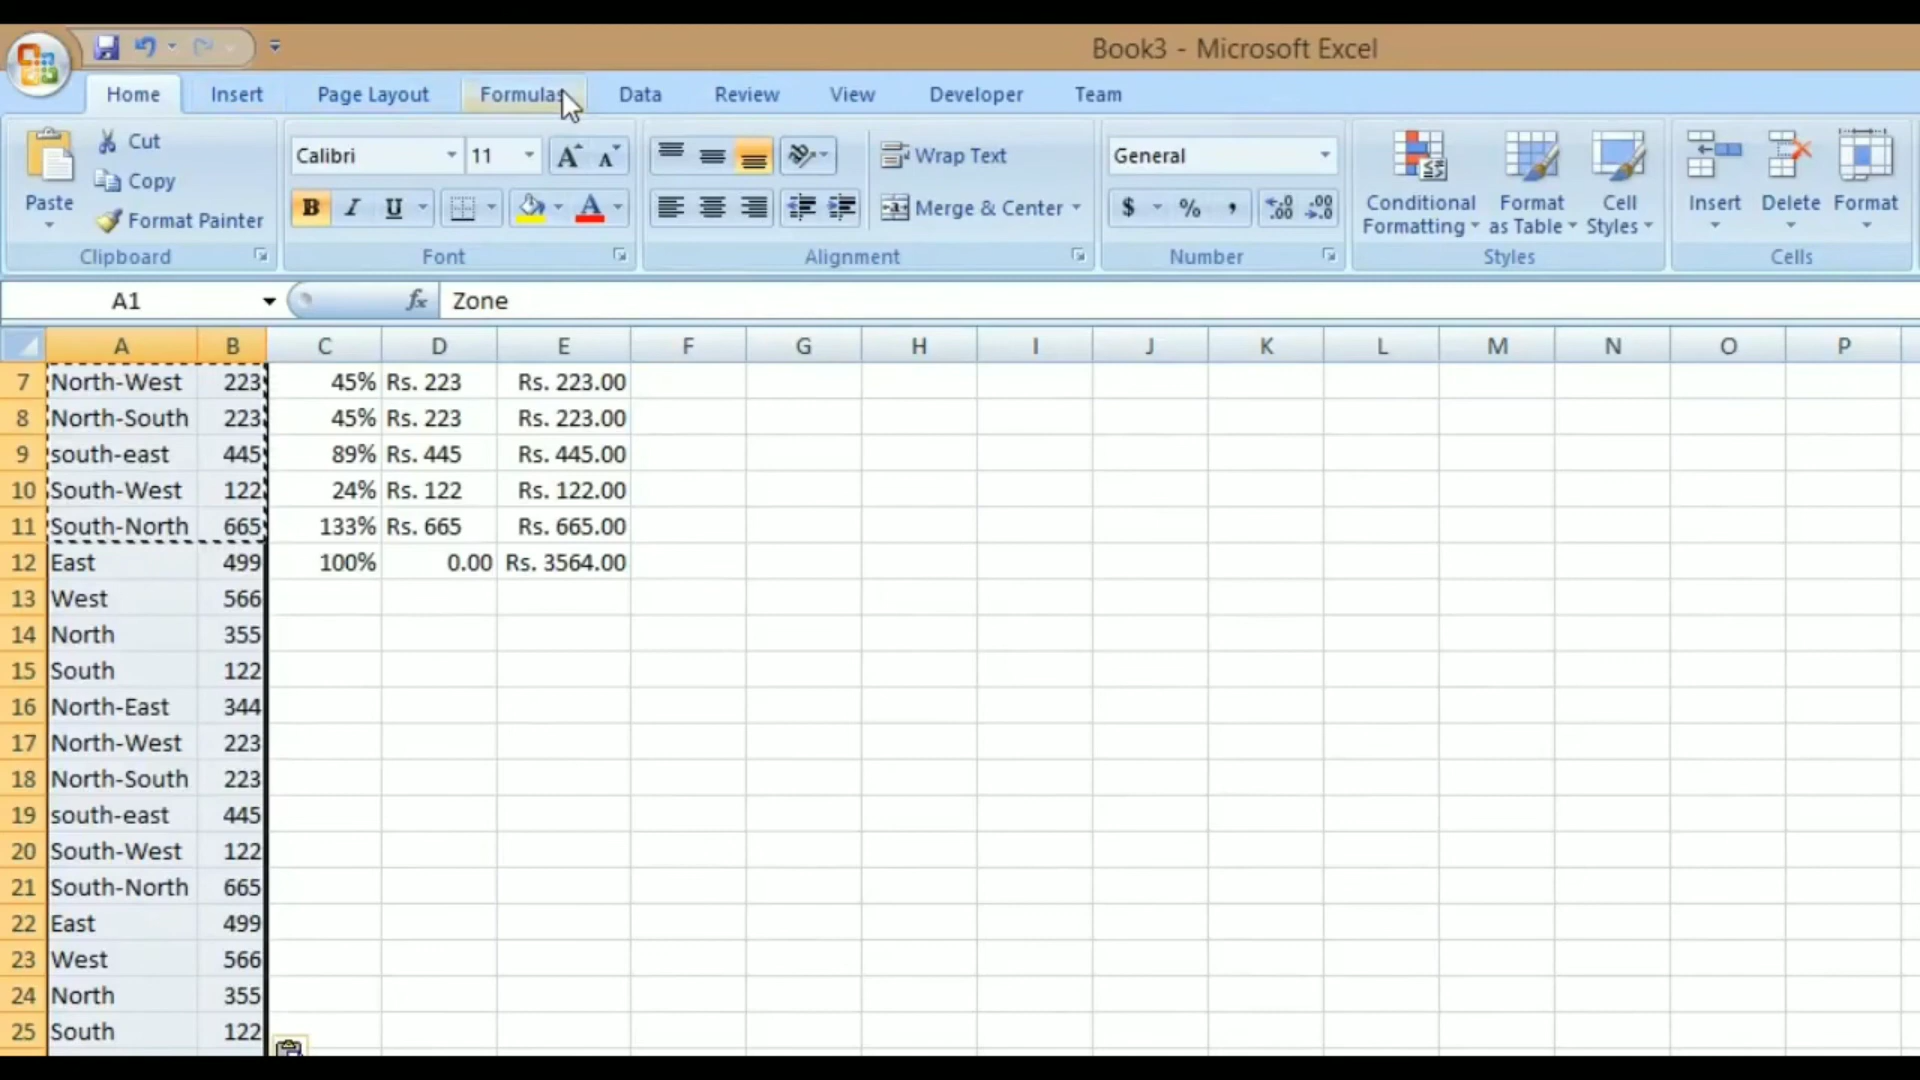 Book3 - Microsoft Excel
Home Insert Page Layout Formulas Data Review View Developer Team
Paste
Cut
Copy
Format Painter
Clipboard
Calibri 11 A A
B I U A
Font
Wrap Text
Merge & Center
Alignment
General
$ % , .00 .0 .00
Number
Conditional Formatting
Format as Table
Cell Styles
Styles
Insert Delete Format
Cells
A1 fx Zone
A B C D E F G H I J K L M N O P
7 North-West 223 45% Rs. 223 Rs. 223.00
8 North-South 223 45% Rs. 223 Rs. 223.00
9 south-east 445 89% Rs. 445 Rs. 445.00
10 South-West 122 24% Rs. 122 Rs. 122.00
11 South-North 665 133% Rs. 665 Rs. 665.00
12 East 499 100% 0.00 Rs. 3564.00
13 West 566
14 North 355
15 South 122
16 North-East 344
17 North-West 223
18 North-South 223
19 south-east 445
20 South-West 122
21 South-North 665
22 East 499
23 West 566
24 North 355
25 South 122